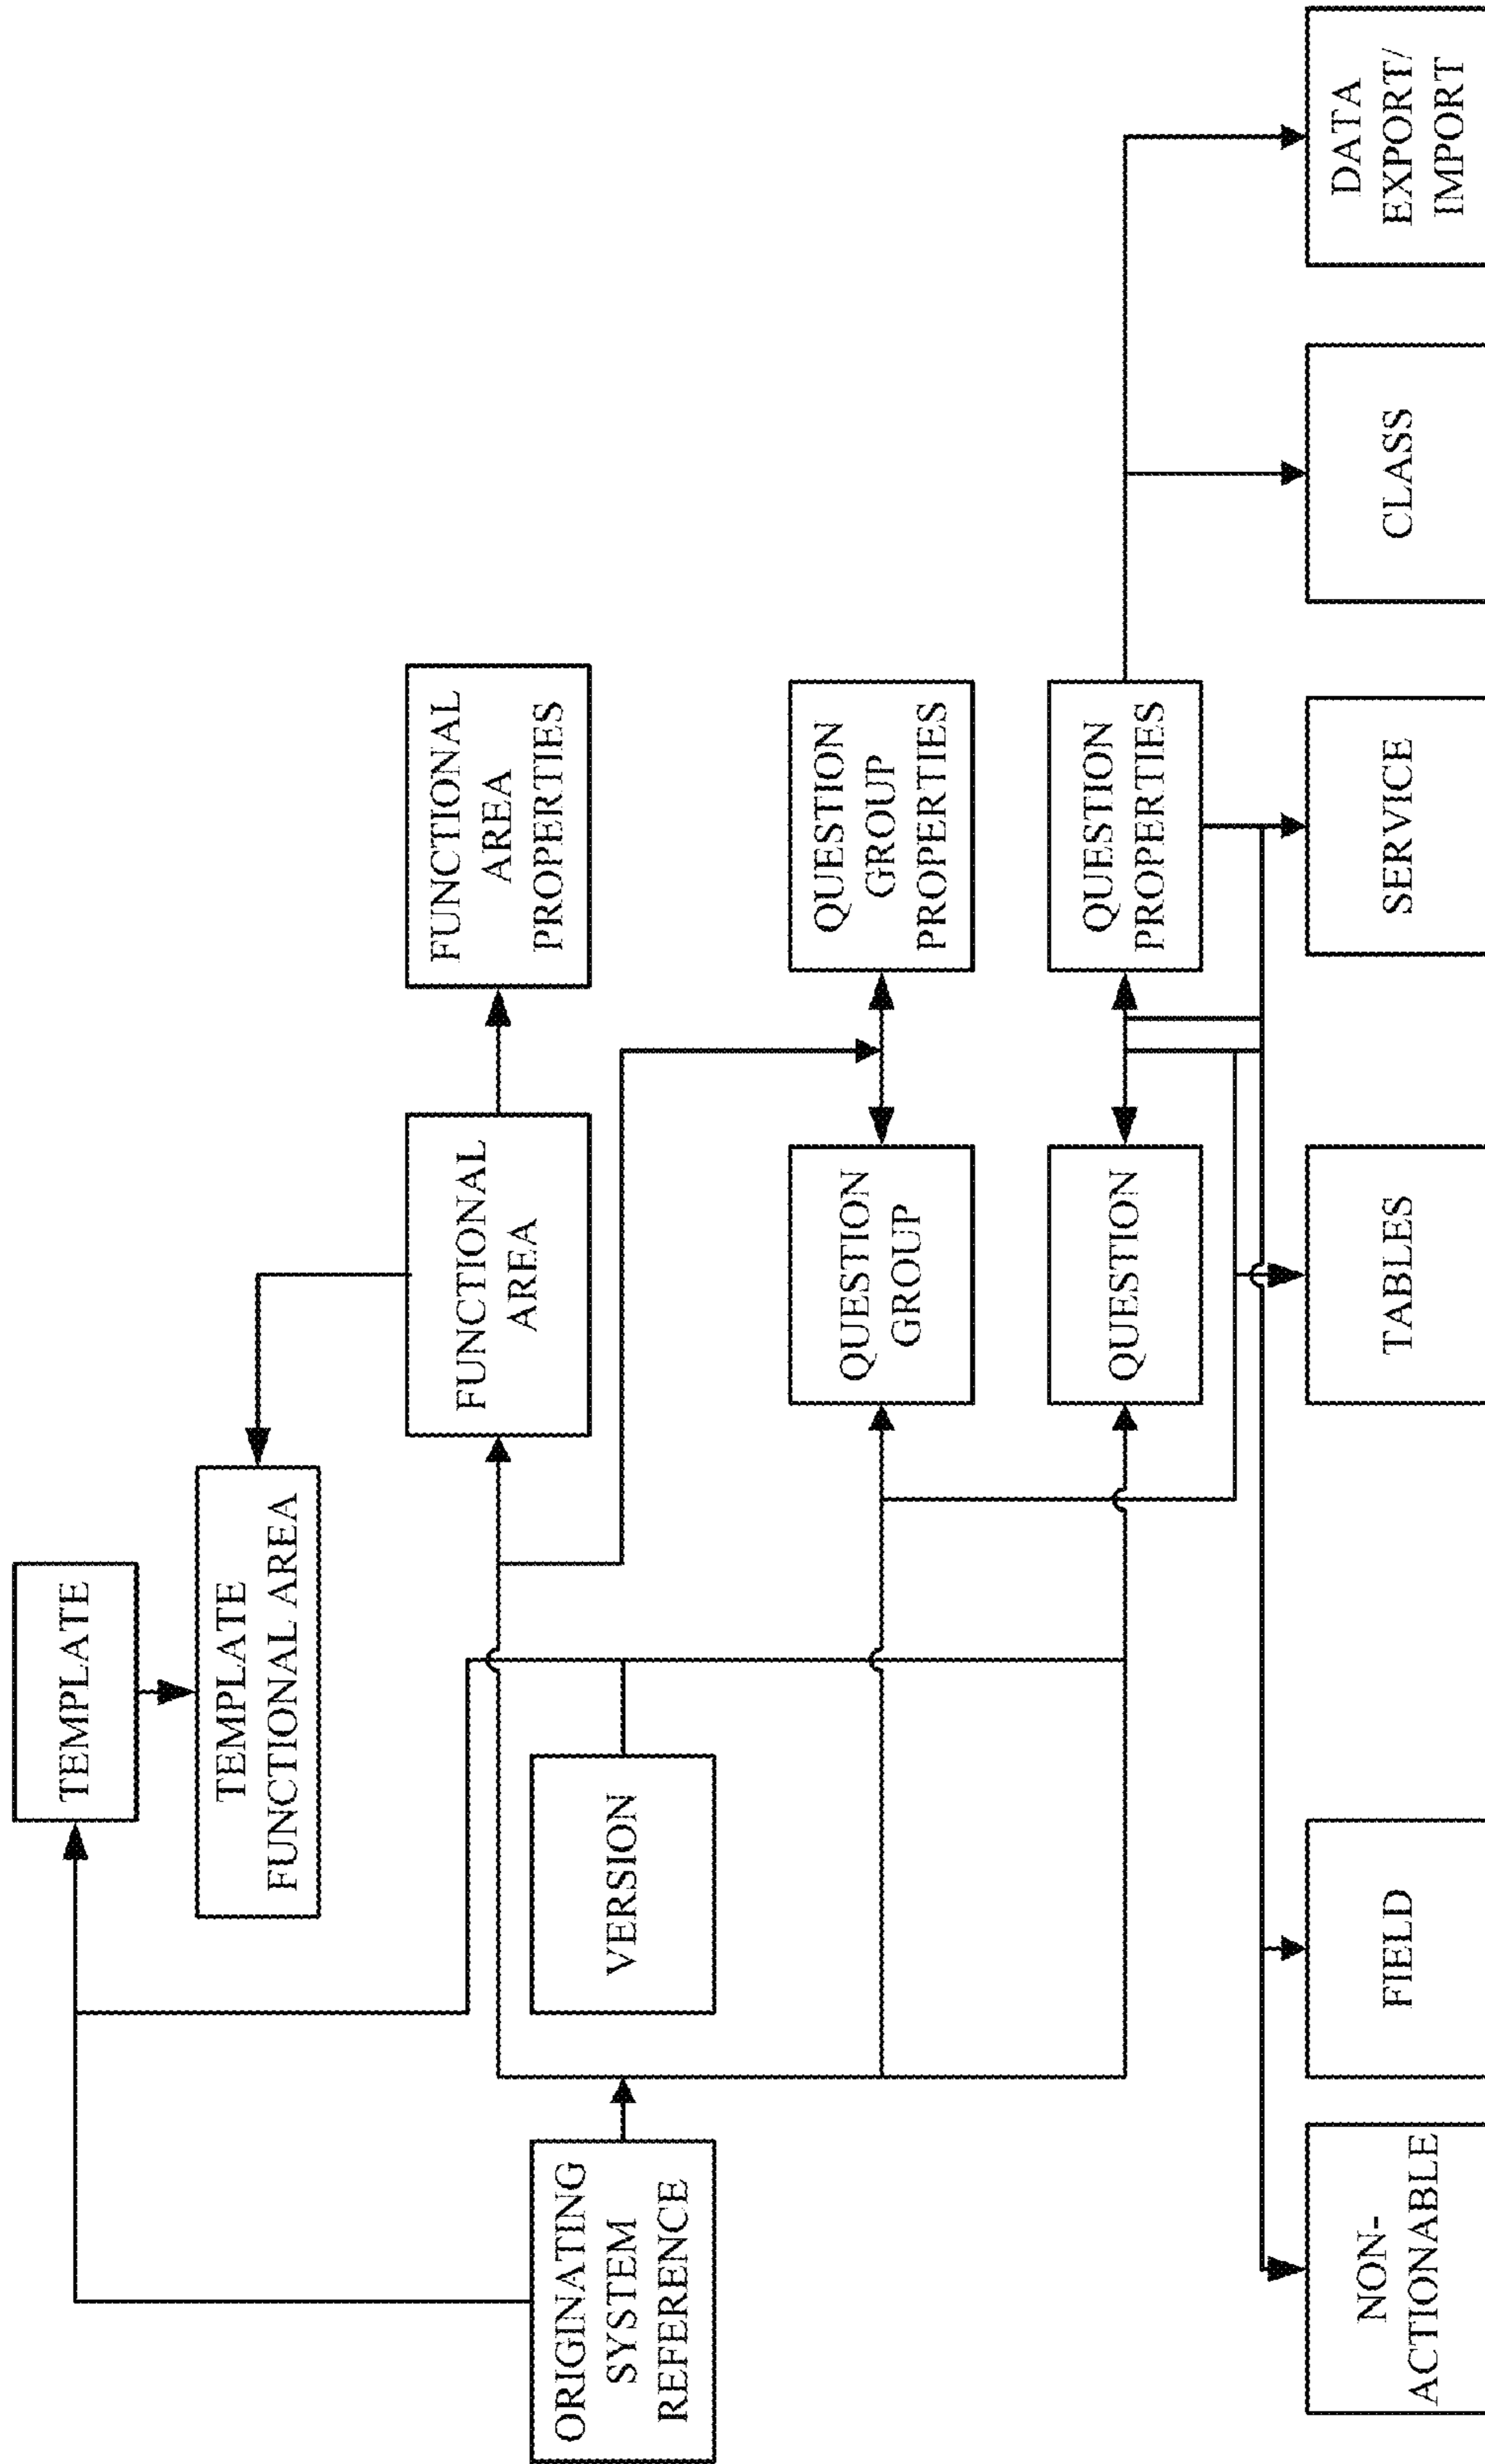 TEMPLATE
TEMPLATE
FUNCTIONAL AREA
FUNCTIONAL
AREA
FUNCTIONAL
AREA
PROPERTIES
ORIGINATING
SYSTEM
REFERENCE
VERSION
QUESTION
GROUP
QUESTION
GROUP
PROPERTIES
QUESTION
QUESTION
PROPERTIES
NON-
ACTIONABLE
FIELD
TABLES
SERVICE
CLASS
DATA
EXPORT/
IMPORT